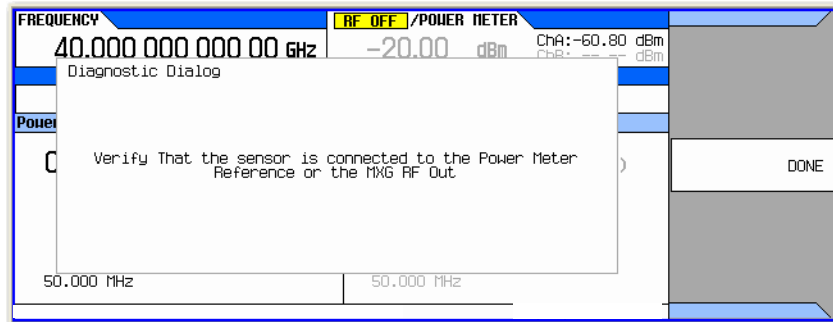 FREQUENCY
RF OFF /POWER METER
40.000 000 000 00 GHz
-20.00 dBm
ChA:-60.80 dBm
ChB: -- -- dBm
Diagnostic Dialog
Verify That the sensor is connected to the Power Meter
Reference or the MXG RF Out
DONE
50.000 MHz
50.000 MHz